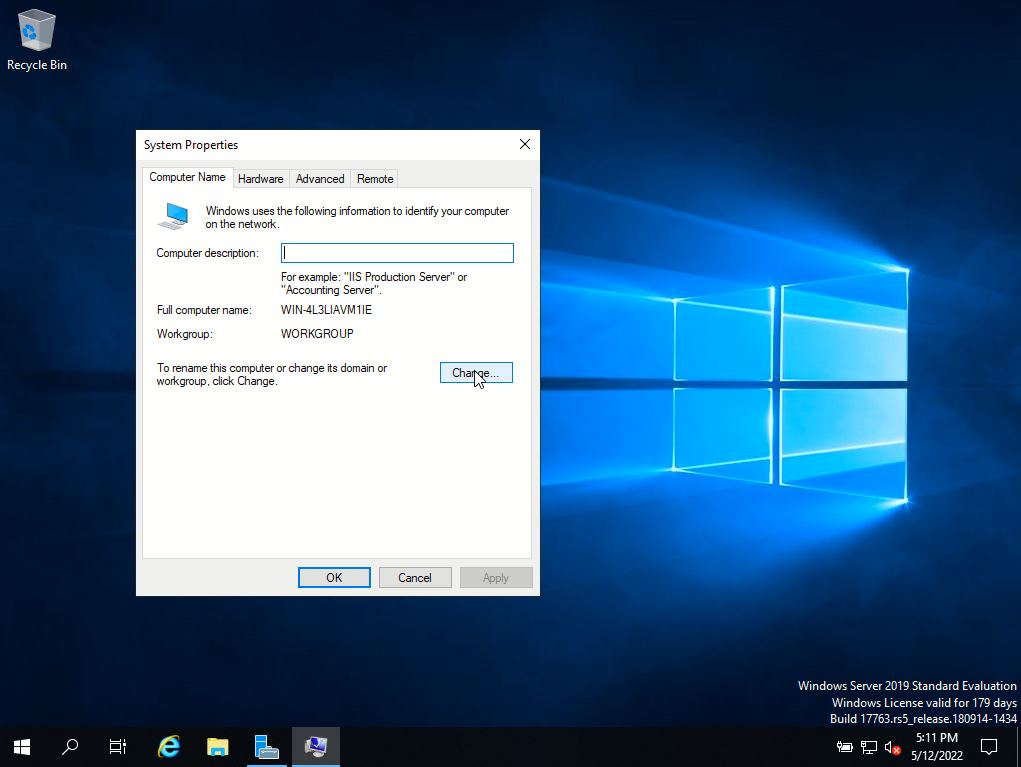 Recycle Bin
System Properties
Computer Name
Hardware
Advanced
Remote
Windows uses the following information to identify your computer
on the network.
Computer description:
For example: "IIS Production Server" or
"Accounting Server".
Full computer name:
WIN-4L3LIAVM1IE
Workgroup:
WORKGROUP
To rename this computer or change its domain or
workgroup, click Change.
Change...
OK
Cancel
Apply
Windows Server 2019 Standard Evaluation
Windows License valid for 179 days
Build 17763.rs5_release.180914-1434
5:11 PM
5/12/2022